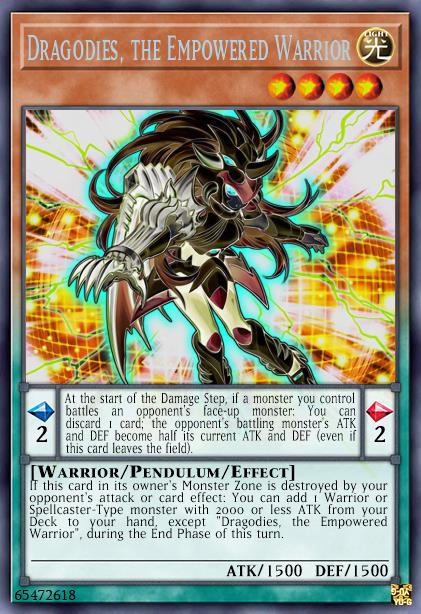 DRAGODIES, THE EMPOWERED WARRIOR
LIGHT
光
At the start of the Damage Step, if a monster you control
battles an opponent's face-up monster: You can
discard 1 card; the opponent's battling monster's ATK
and DEF become half its current ATK and DEF (even if
this card leaves the field).
2
2
[WARRIOR/PENDULUM/EFFECT]
If this card in its owner's Monster Zone is destroyed by your
opponent's attack or card effect: You can add 1 Warrior or
Spellcaster-Type monster with 2000 or less ATK from your
Deck to your hand, except "Dragodies, the Empowered
Warrior", during the End Phase of this turn.
ATK/1500 DEF/1500
65472618